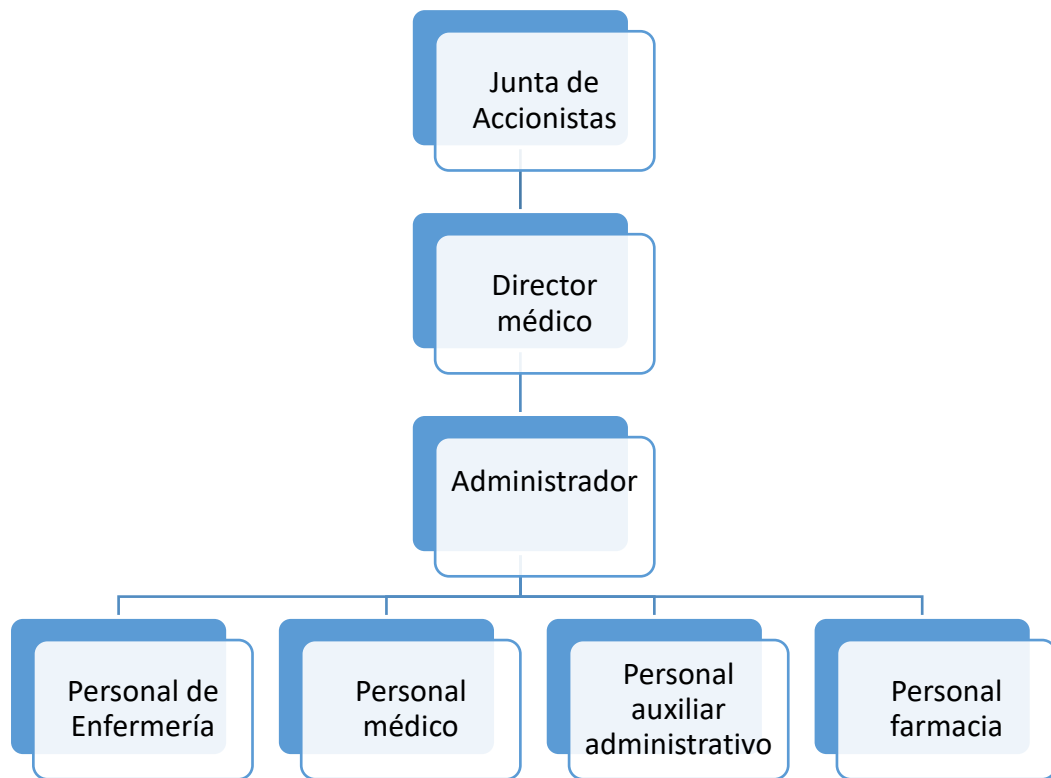 Junta de
Accionistas
Director
médico
Administrador
Personal de
Enfermería
Personal
médico
Personal
auxiliar
administrativo
Personal
farmacia